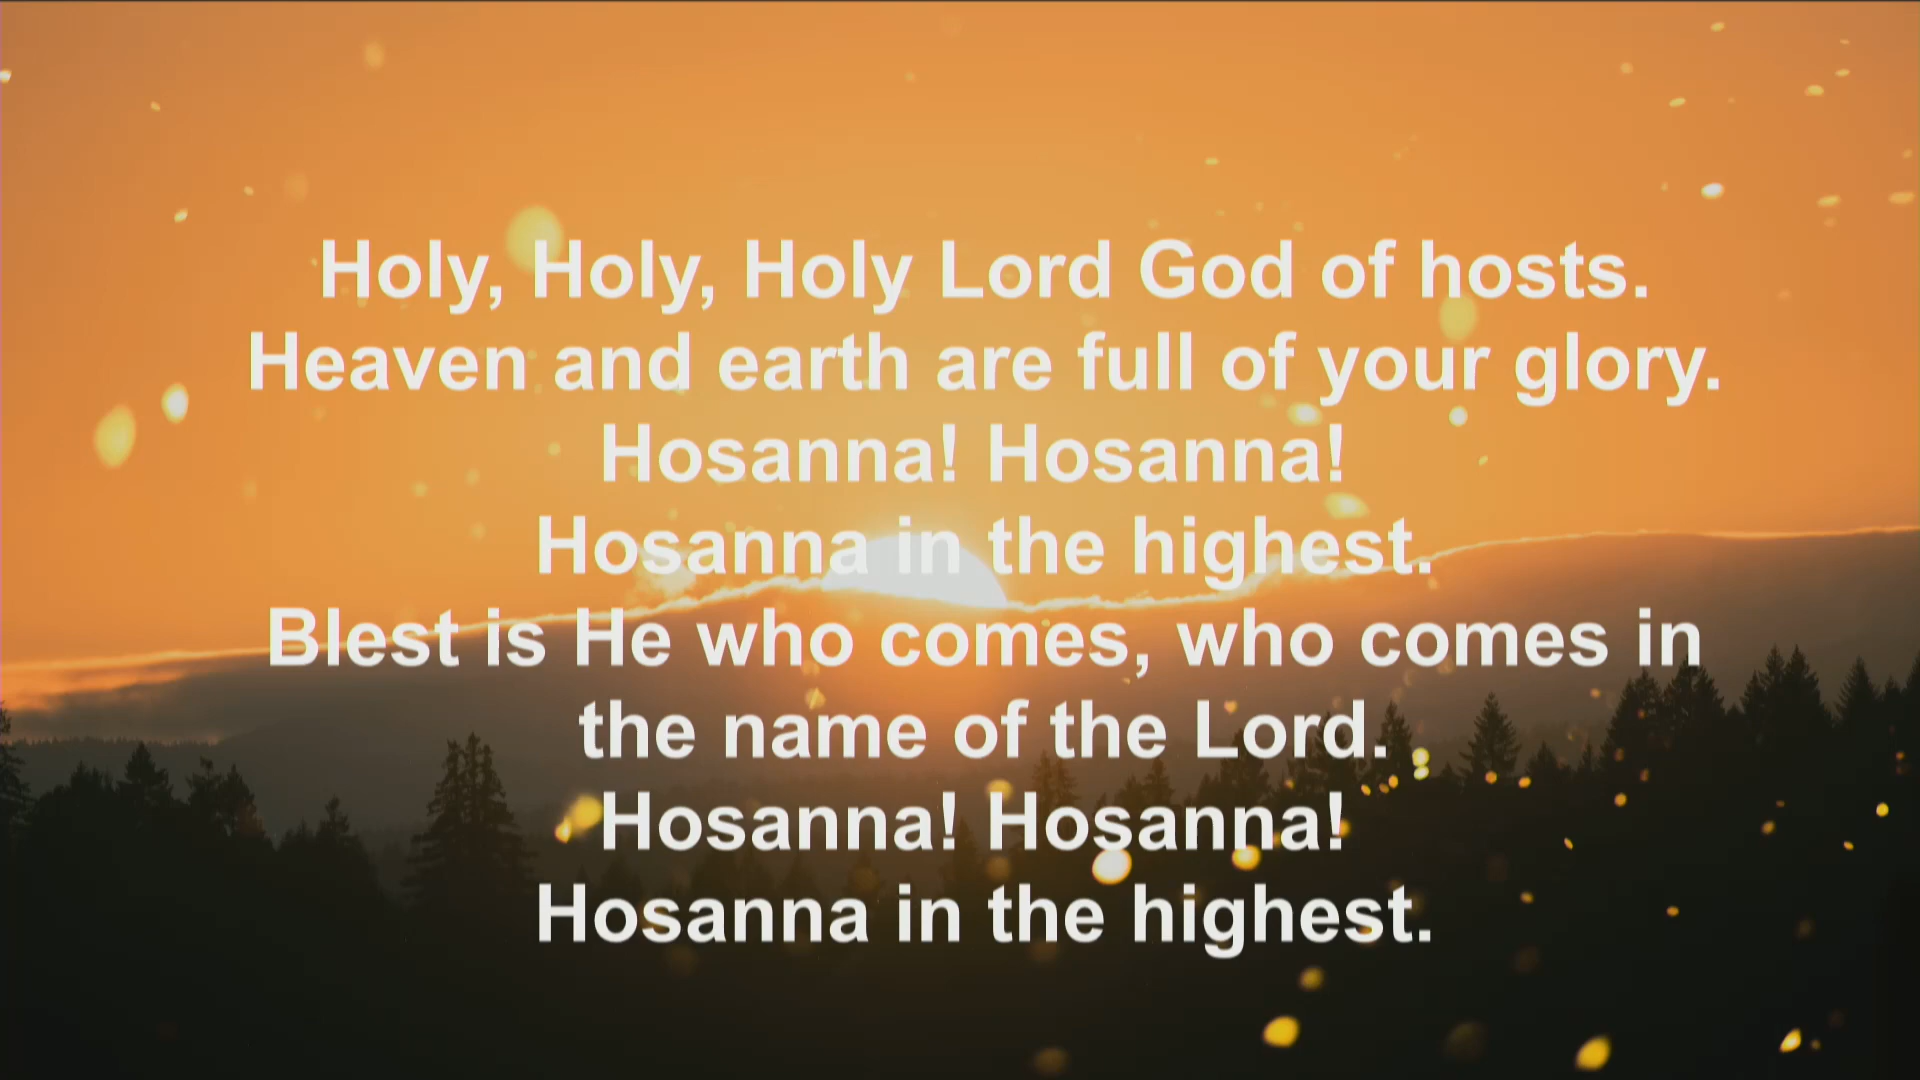 Holy, Holy, Holy Lord God of hosts.
Heaven and earth are full of your glory.
Hosanna! Hosanna!
Hosanna in the highest.
Blest is He who comes, who comes in
the name of the Lord.
Hosanna! Hosanna!
Hosanna in the highest.